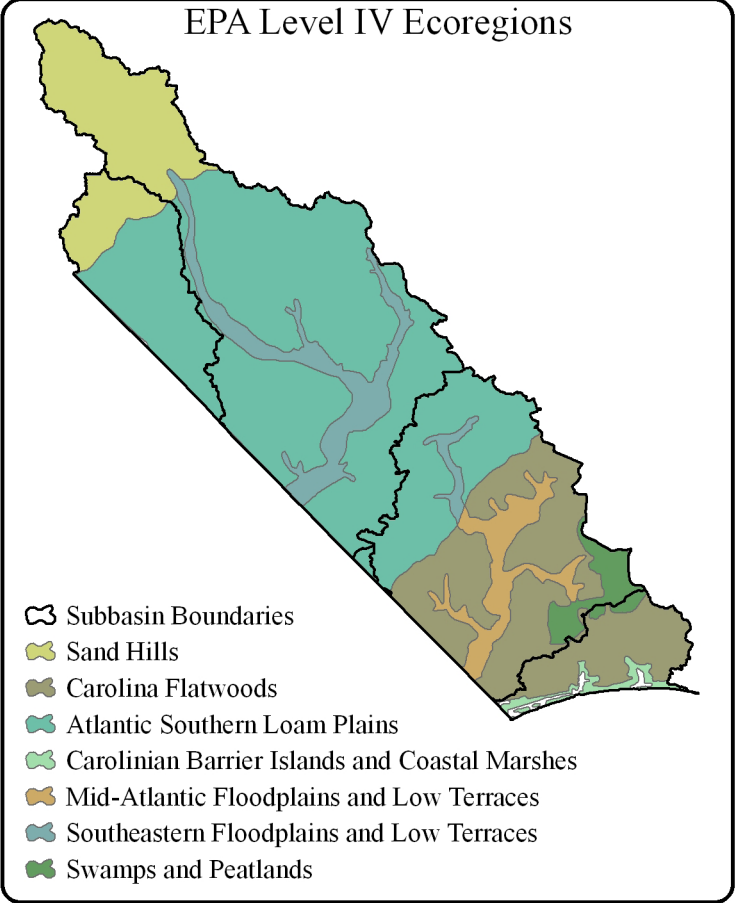 EPA Level IV Ecoregions
Subbasin Boundaries
Sand Hills
Carolina Flatwoods
Atlantic Southern Loam Plains
Carolinian Barrier Islands and Coastal Marshes
Mid-Atlantic Floodplains and Low Terraces
Southeastern Floodplains and Low Terraces
Swamps and Peatlands